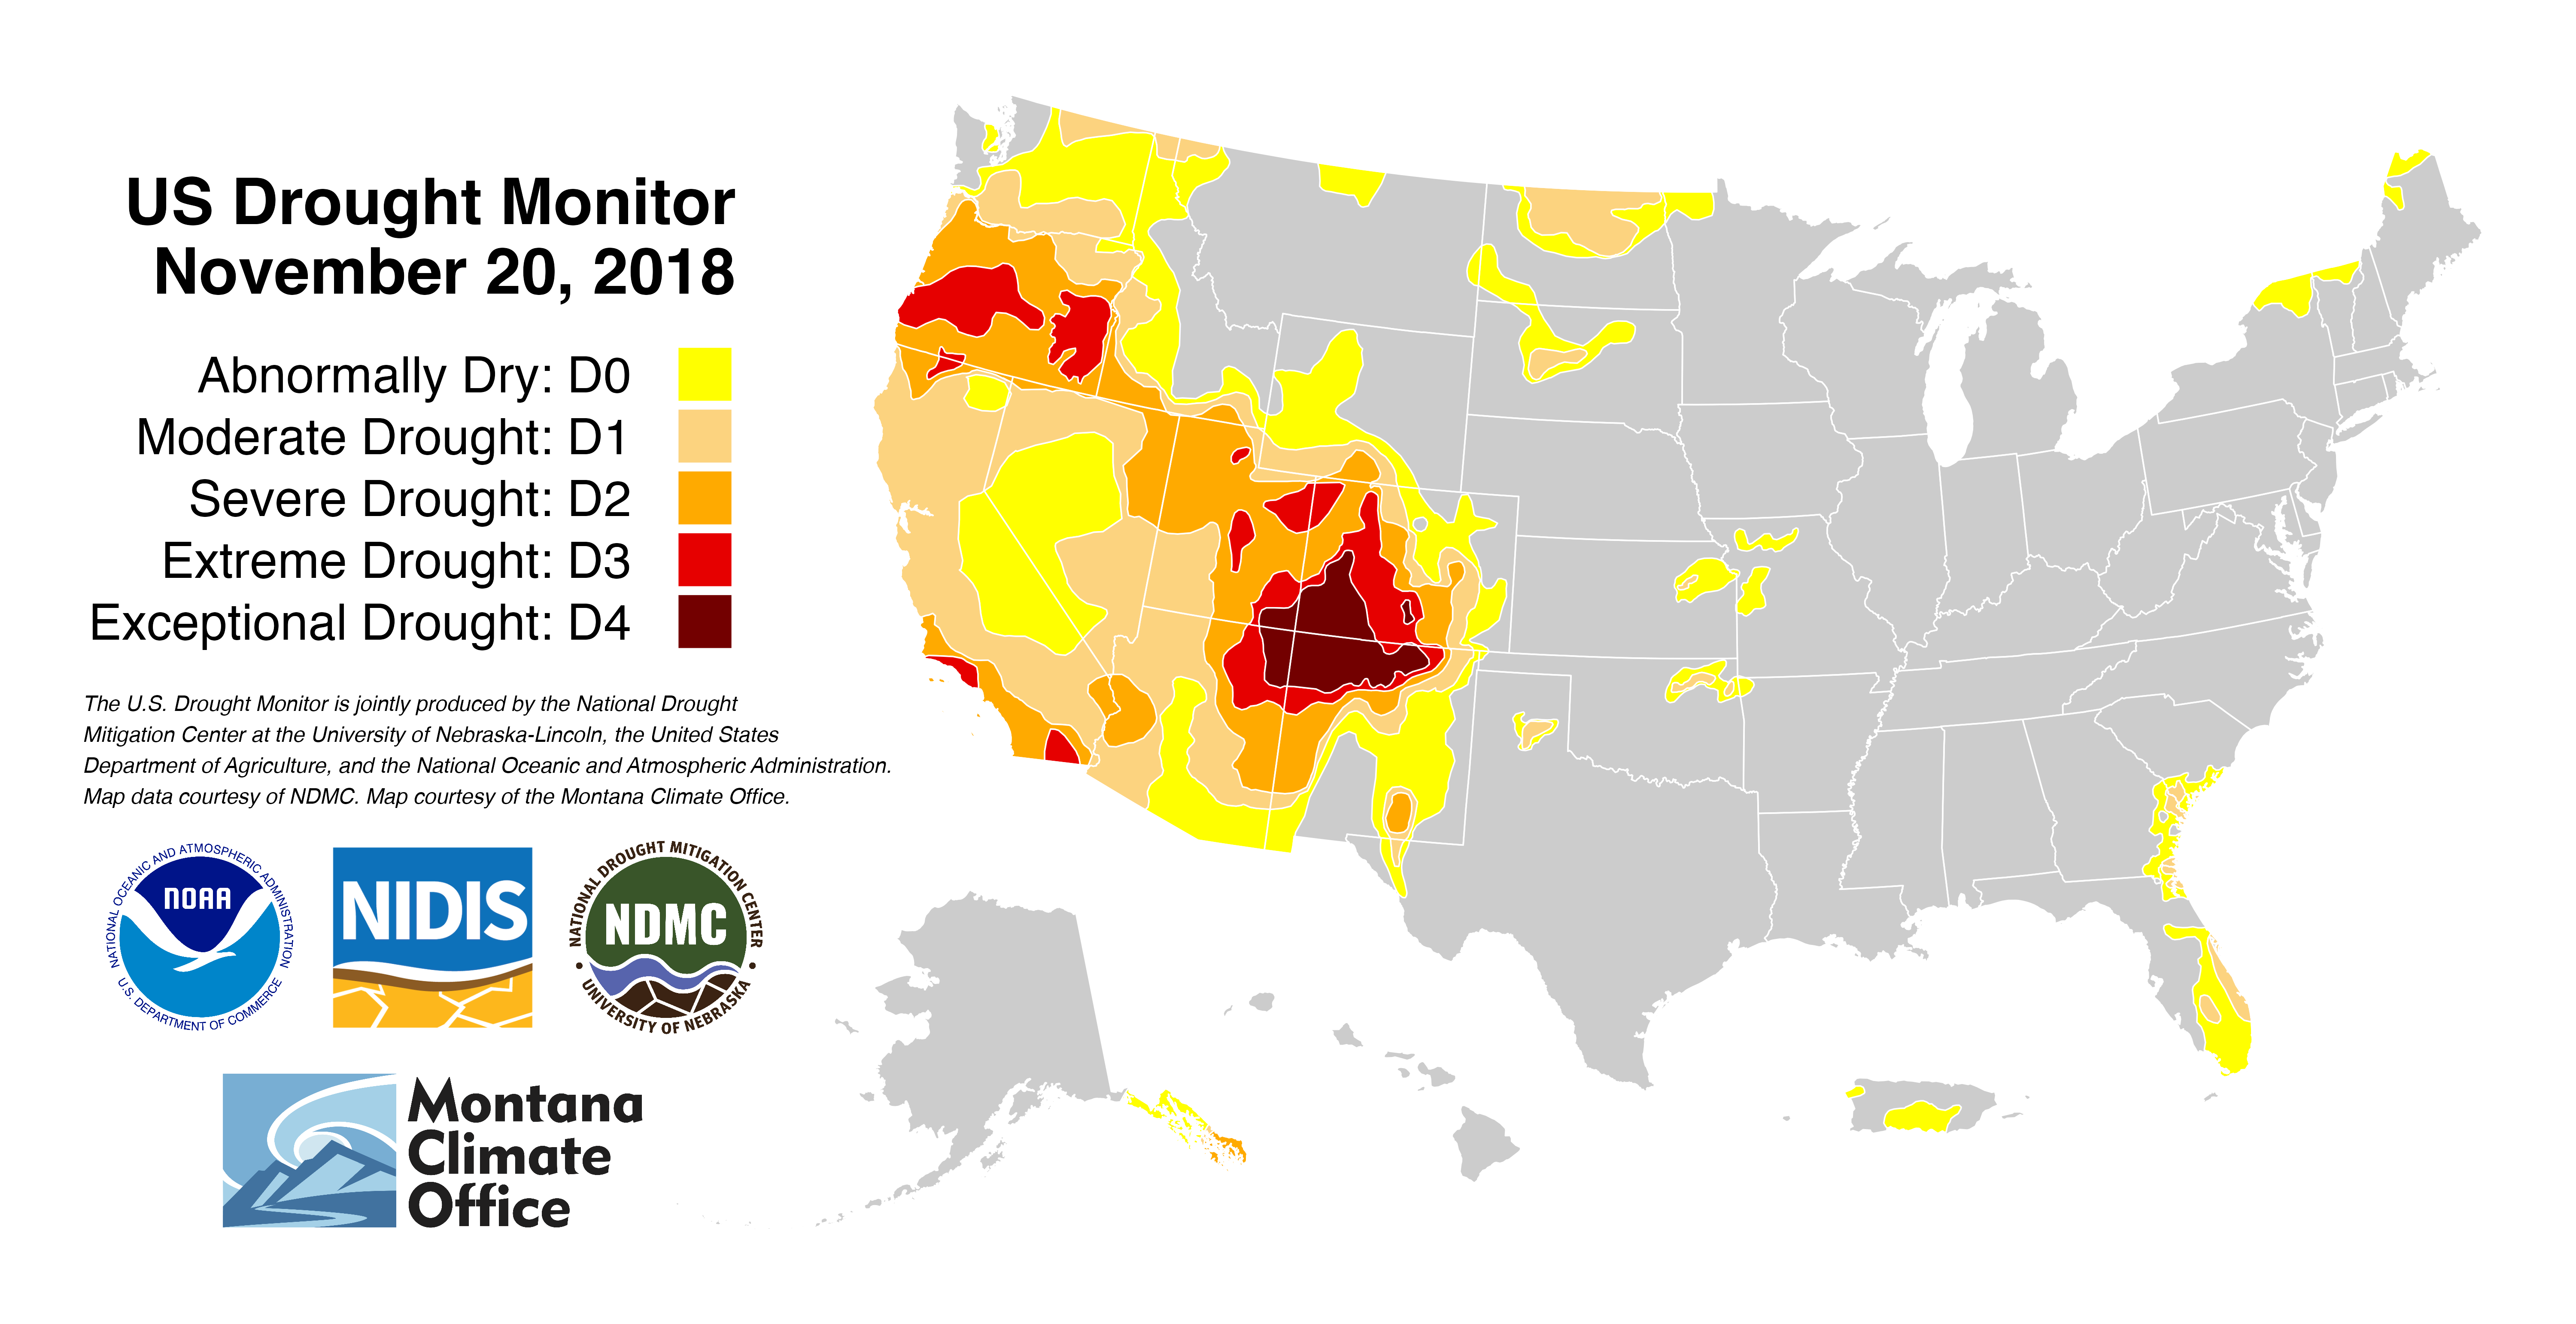 US Drought Monitor
November 20, 2018
Abnormally Dry: D0
Moderate Drought: D1
Severe Drought: D2
Extreme Drought: D3
Exceptional Drought: D4
The U.S. Drought Monitor is jointly produced by the National Drought
Mitigation Center at the University of Nebraska-Lincoln, the United States
Department of Agriculture, and the National Oceanic and Atmospheric Administration.
Map data courtesy of NDMC. Map courtesy of the Montana Climate Office.
NATIONAL OCEANIC AND ATMOSPHERIC ADMINISTRATION
NOAA
U.S. DEPARTMENT OF COMMERCE
NIDIS
NATIONAL DROUGHT MITIGATION CENTER
NDMC
UNIVERSITY OF NEBRASKA
Montana
Climate
Office